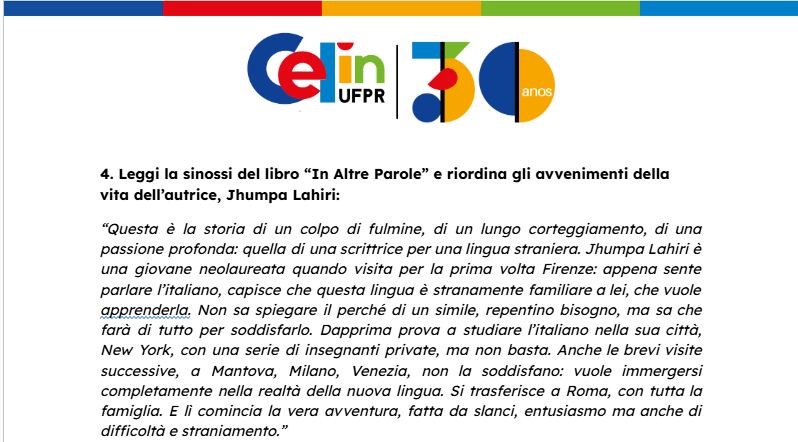 Celin
UFPR
30
anos
4. Leggi la sinossi del libro “In Altre Parole” e riordina gli avvenimenti della
vita dell’autrice, Jhumpa Lahiri:
“Questa è la storia di un colpo di fulmine, di un lungo corteggiamento, di una
passione profonda: quella di una scrittrice per una lingua straniera. Jhumpa Lahiri è
una giovane neolaureata quando visita per la prima volta Firenze: appena sente
parlare l’italiano, capisce che questa lingua è stranamente familiare a lei, che vuole
apprenderla. Non sa spiegare il perché di un simile, repentino bisogno, ma sa che
farà di tutto per soddisfarlo. Dapprima prova a studiare l’italiano nella sua città,
New York, con una serie di insegnanti private, ma non basta. Anche le brevi visite
successive, a Mantova, Milano, Venezia, non la soddisfano: vuole immergersi
completamente nella realtà della nuova lingua. Si trasferisce a Roma, con tutta la
famiglia. E lì comincia la vera avventura, fatta da slanci, entusiasmo ma anche di
difficoltà e straniamento.”